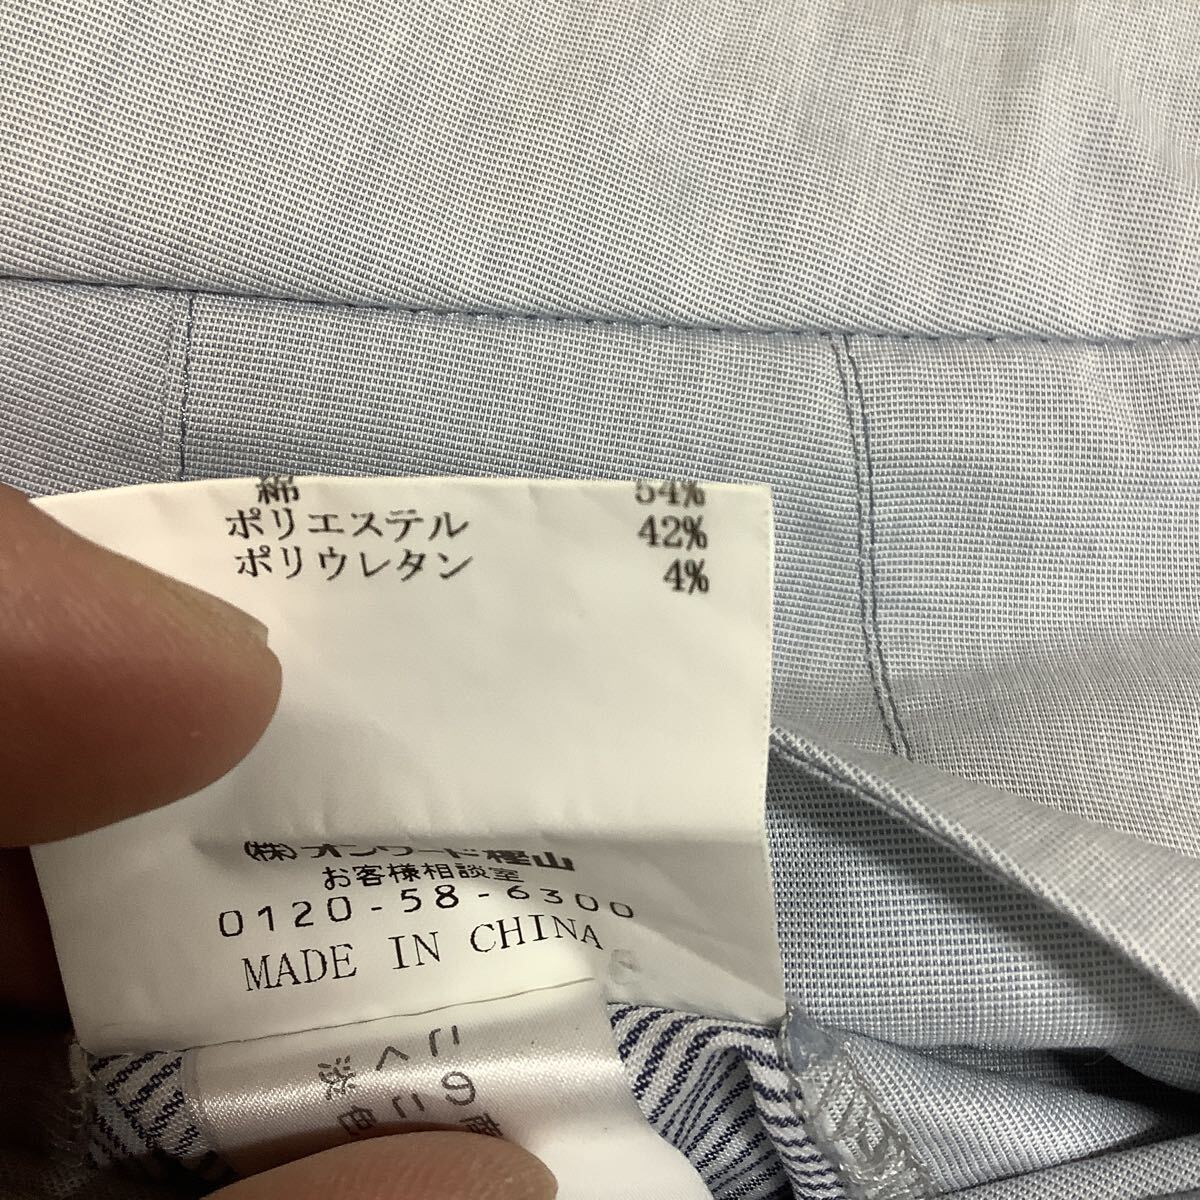 綿 54%
ポリエステル 42%
ポリウレタン 4%
(株)オンワード樫山
お客様相談室
0120-58-6300
MADE IN CHINA